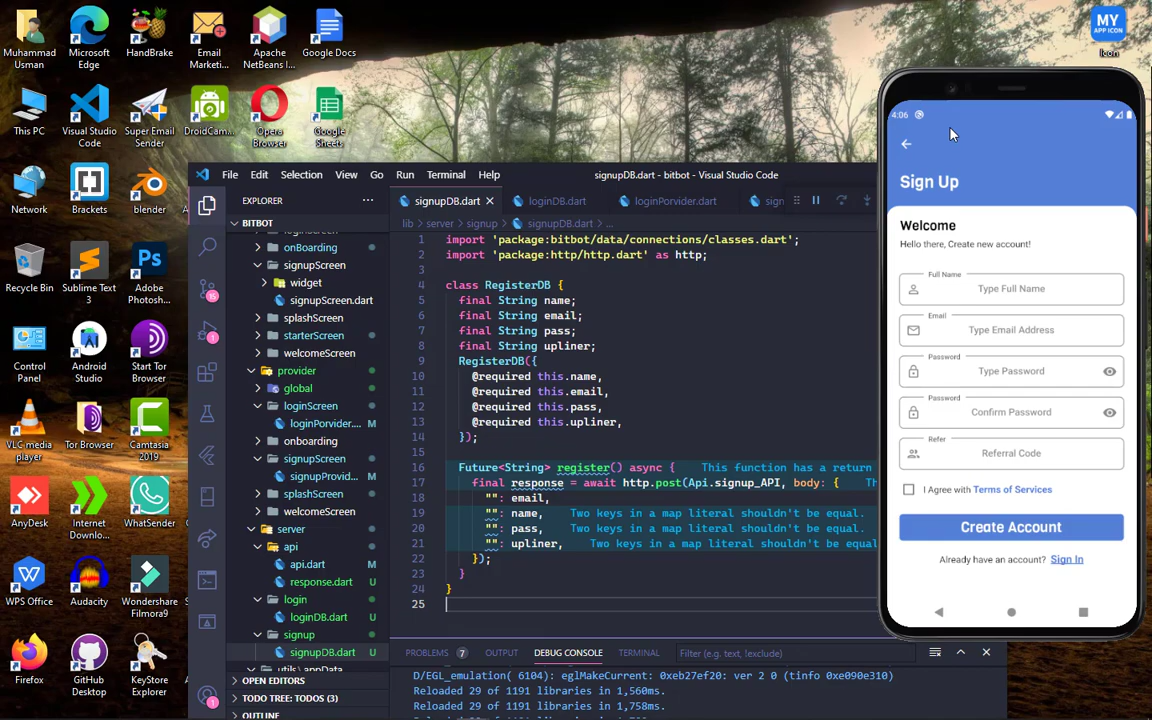 Muhammad Usman
Microsoft Edge
HandBrake
Email Marketi...
Apache NetBeans I...
Google Docs
MY APP ICON
Icon
This PC
Visual Studio Code
Super Email Sender
DroidCam...
Opera Browser
Google Sheets
Network
Brackets
blender
Recycle Bin
Sublime Text 3
Adobe Photosh...
Control Panel
Android Studio
Start Tor Browser
VLC media player
Tor Browser
Camtasia 2019
AnyDesk
Internet Downlo...
WhatSender
WPS Office
Audacity
Wondershare Filmora9
Firefox
GitHub Desktop
KeyStore Explorer
File Edit Selection View Go Run Terminal Help
signupDB.dart - bitbot - Visual Studio Code
EXPLORER
BITBOT
onBoarding
signupScreen
widget
signupScreen.dart
splashScreen
starterScreen
welcomeScreen
provider
global
loginScreen
loginPorvider.... M
onboarding
signupScreen
signupProvid... M
splashScreen
welcomeScreen
server
api
api.dart M
response.dart U
login
loginDB.dart U
signup
signupDB.dart U
OPEN EDITORS
TODO TREE: TODOS (3)
OUTLINE
signupDB.dart
loginDB.dart
loginPorvider.dart
sign
lib > server > signup > signupDB.dart > ...
1 import 'package:bitbot/data/connections/classes.dart';
2 import 'package:http/http.dart' as http;
3
4 class RegisterDB {
5 final String name;
6 final String email;
7 final String pass;
8 final String upliner;
9 RegisterDB({
10 @required this.name,
11 @required this.email,
12 @required this.pass,
13 @required this.upliner,
14 });
15
16 Future<String> register() async { This function has a return
17 final response = await http.post(Api.signup_API, body: { Th
18 "": email,
19 "": name, Two keys in a map literal shouldn't be equal.
20 "": pass, Two keys in a map literal shouldn't be equal.
21 "": upliner, Two keys in a map literal shouldn't be equal
22 });
23 }
24 }
25
PROBLEMS 7 OUTPUT DEBUG CONSOLE TERMINAL
Filter (e.g. text, !exclude)
D/EGL_emulation( 6104): eglMakeCurrent: 0xeb27ef20: ver 2 0 (tinfo 0xe090e310)
Reloaded 29 of 1191 libraries in 1,560ms.
Reloaded 29 of 1191 libraries in 1,758ms.
4:06
Sign Up
Welcome
Hello there, Create new account!
Full Name
Type Full Name
Email
Type Email Address
Password
Type Password
Password
Confirm Password
Refer
Referral Code
I Agree with Terms of Services
Create Account
Already have an account? Sign In